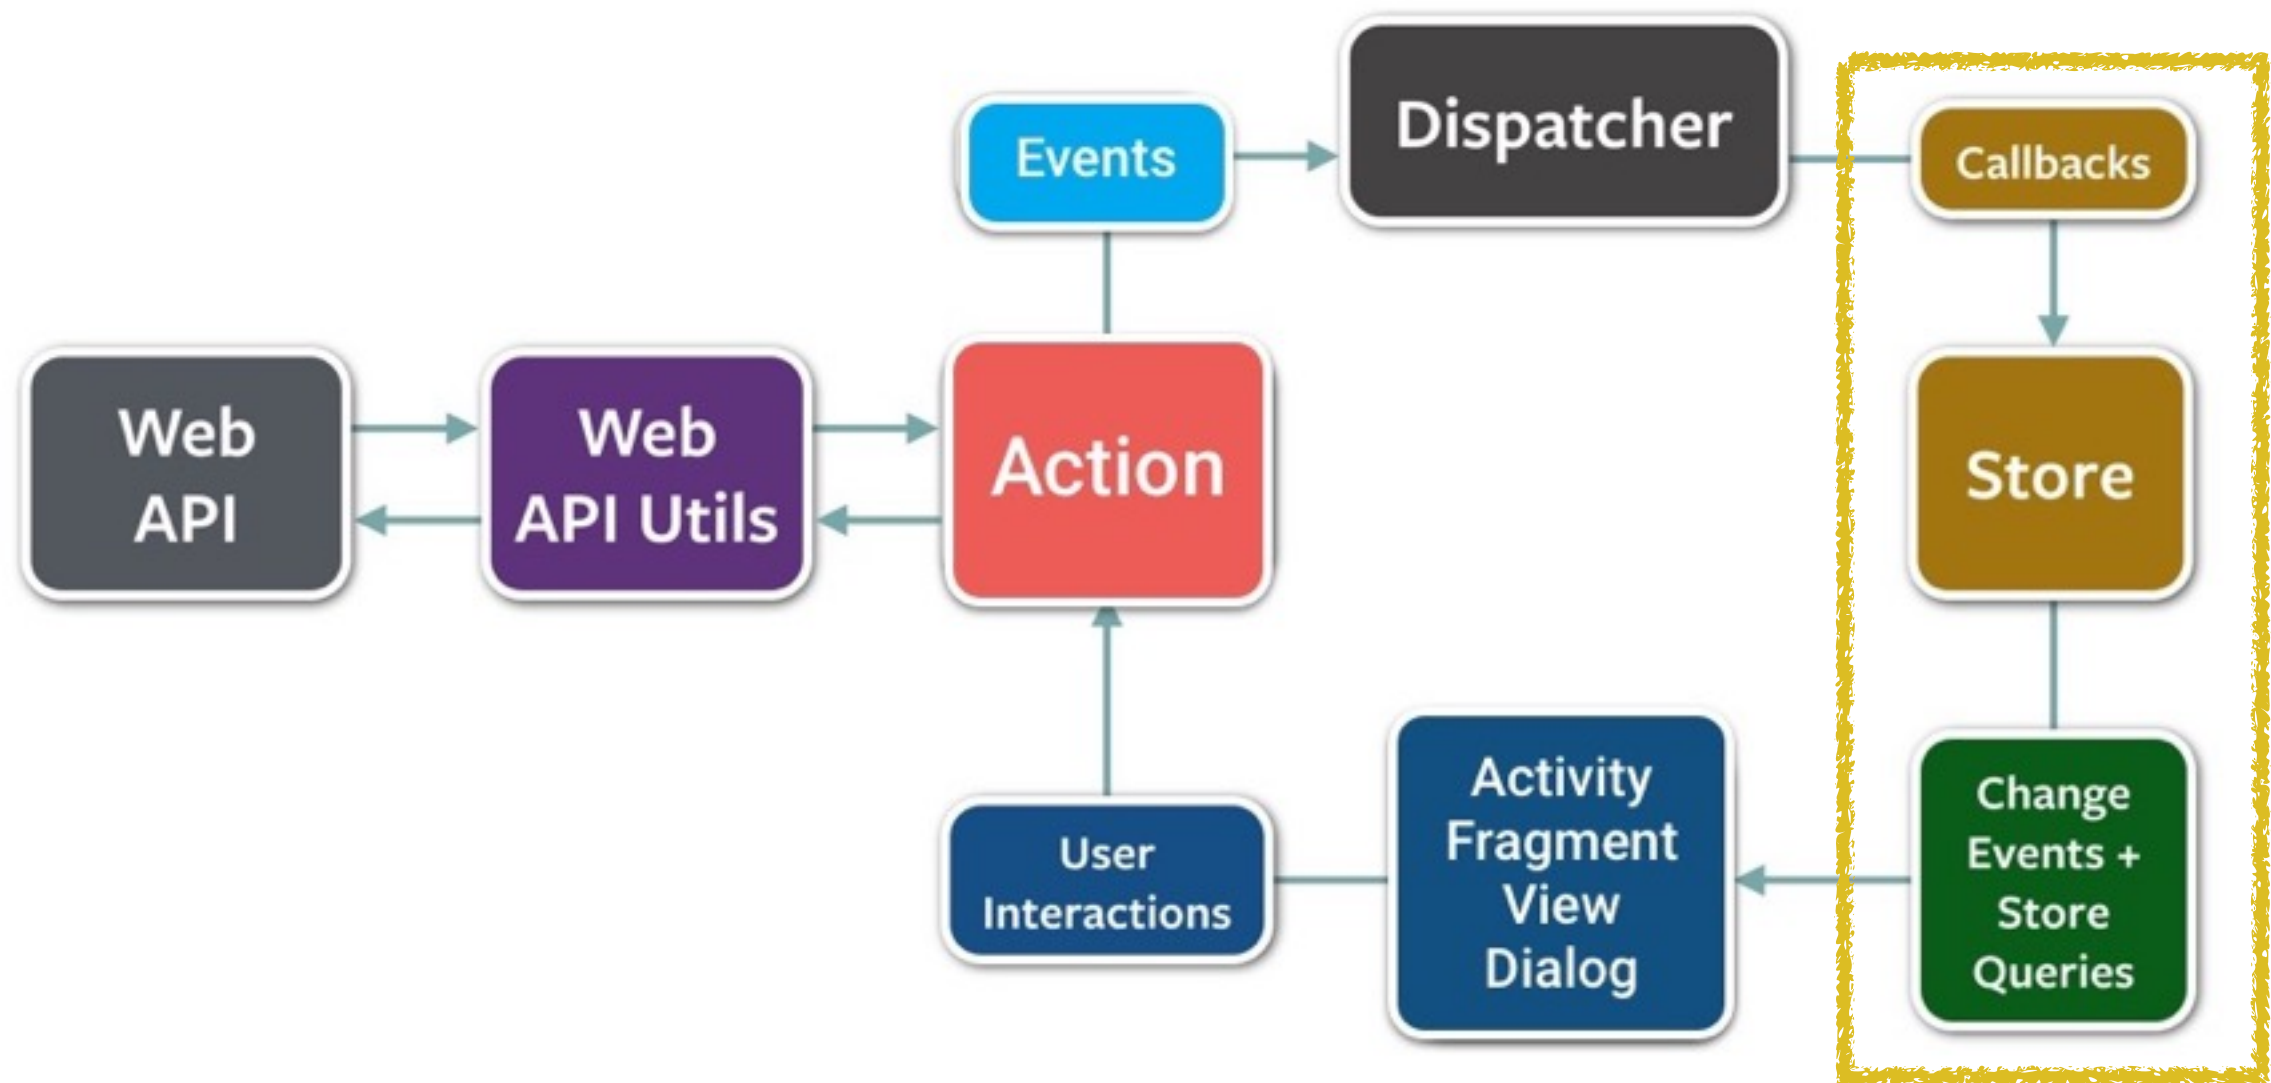 Events
Dispatcher
Callbacks
Web
API
Web
API Utils
Action
Store
User
Interactions
Activity
Fragment
View
Dialog
Change
Events +
Store
Queries